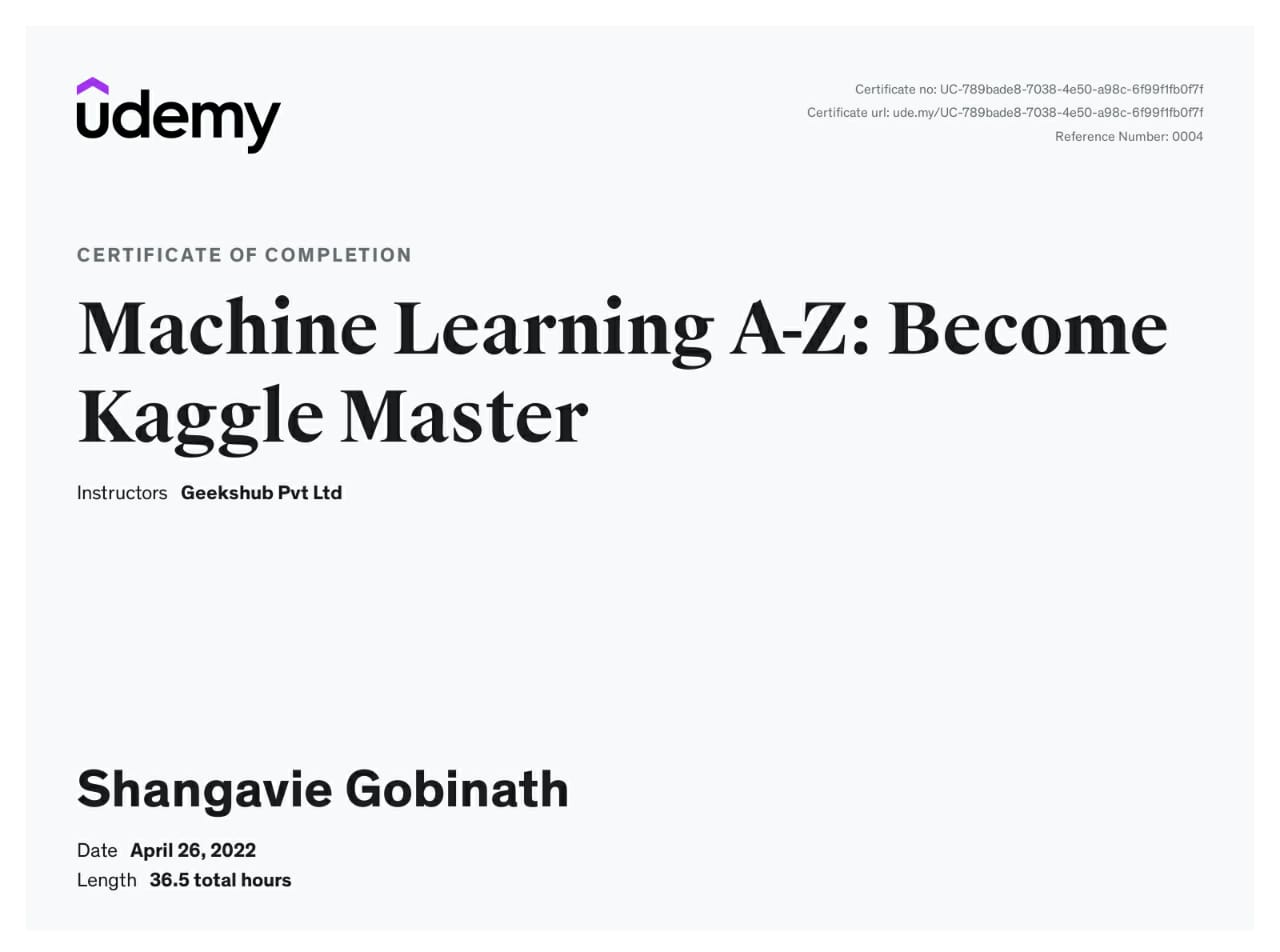 udemy
Certificate no: UC-789bade8-7038-4e50-a98c-6f99f1fb0f7f
Certificate url: ude.my/UC-789bade8-7038-4e50-a98c-6f99f1fb0f7f
Reference Number: 0004
CERTIFICATE OF COMPLETION
Machine Learning A-Z: Become
Kaggle Master
Instructors Geekshub Pvt Ltd
Shangavie Gobinath
Date April 26, 2022
Length 36.5 total hours